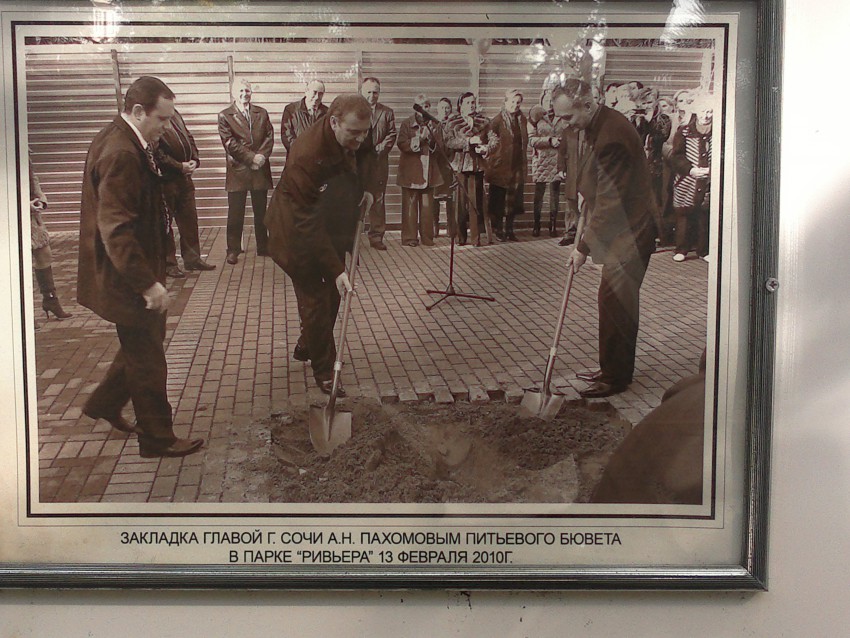 ЗАКЛАДКА ГЛАВОЙ Г. СОЧИ А.Н. ПАХОМОВЫМ ПИТЬЕВОГО БЮВЕТА
В ПАРКЕ "РИВЬЕРА" 13 ФЕВРАЛЯ 2010Г.